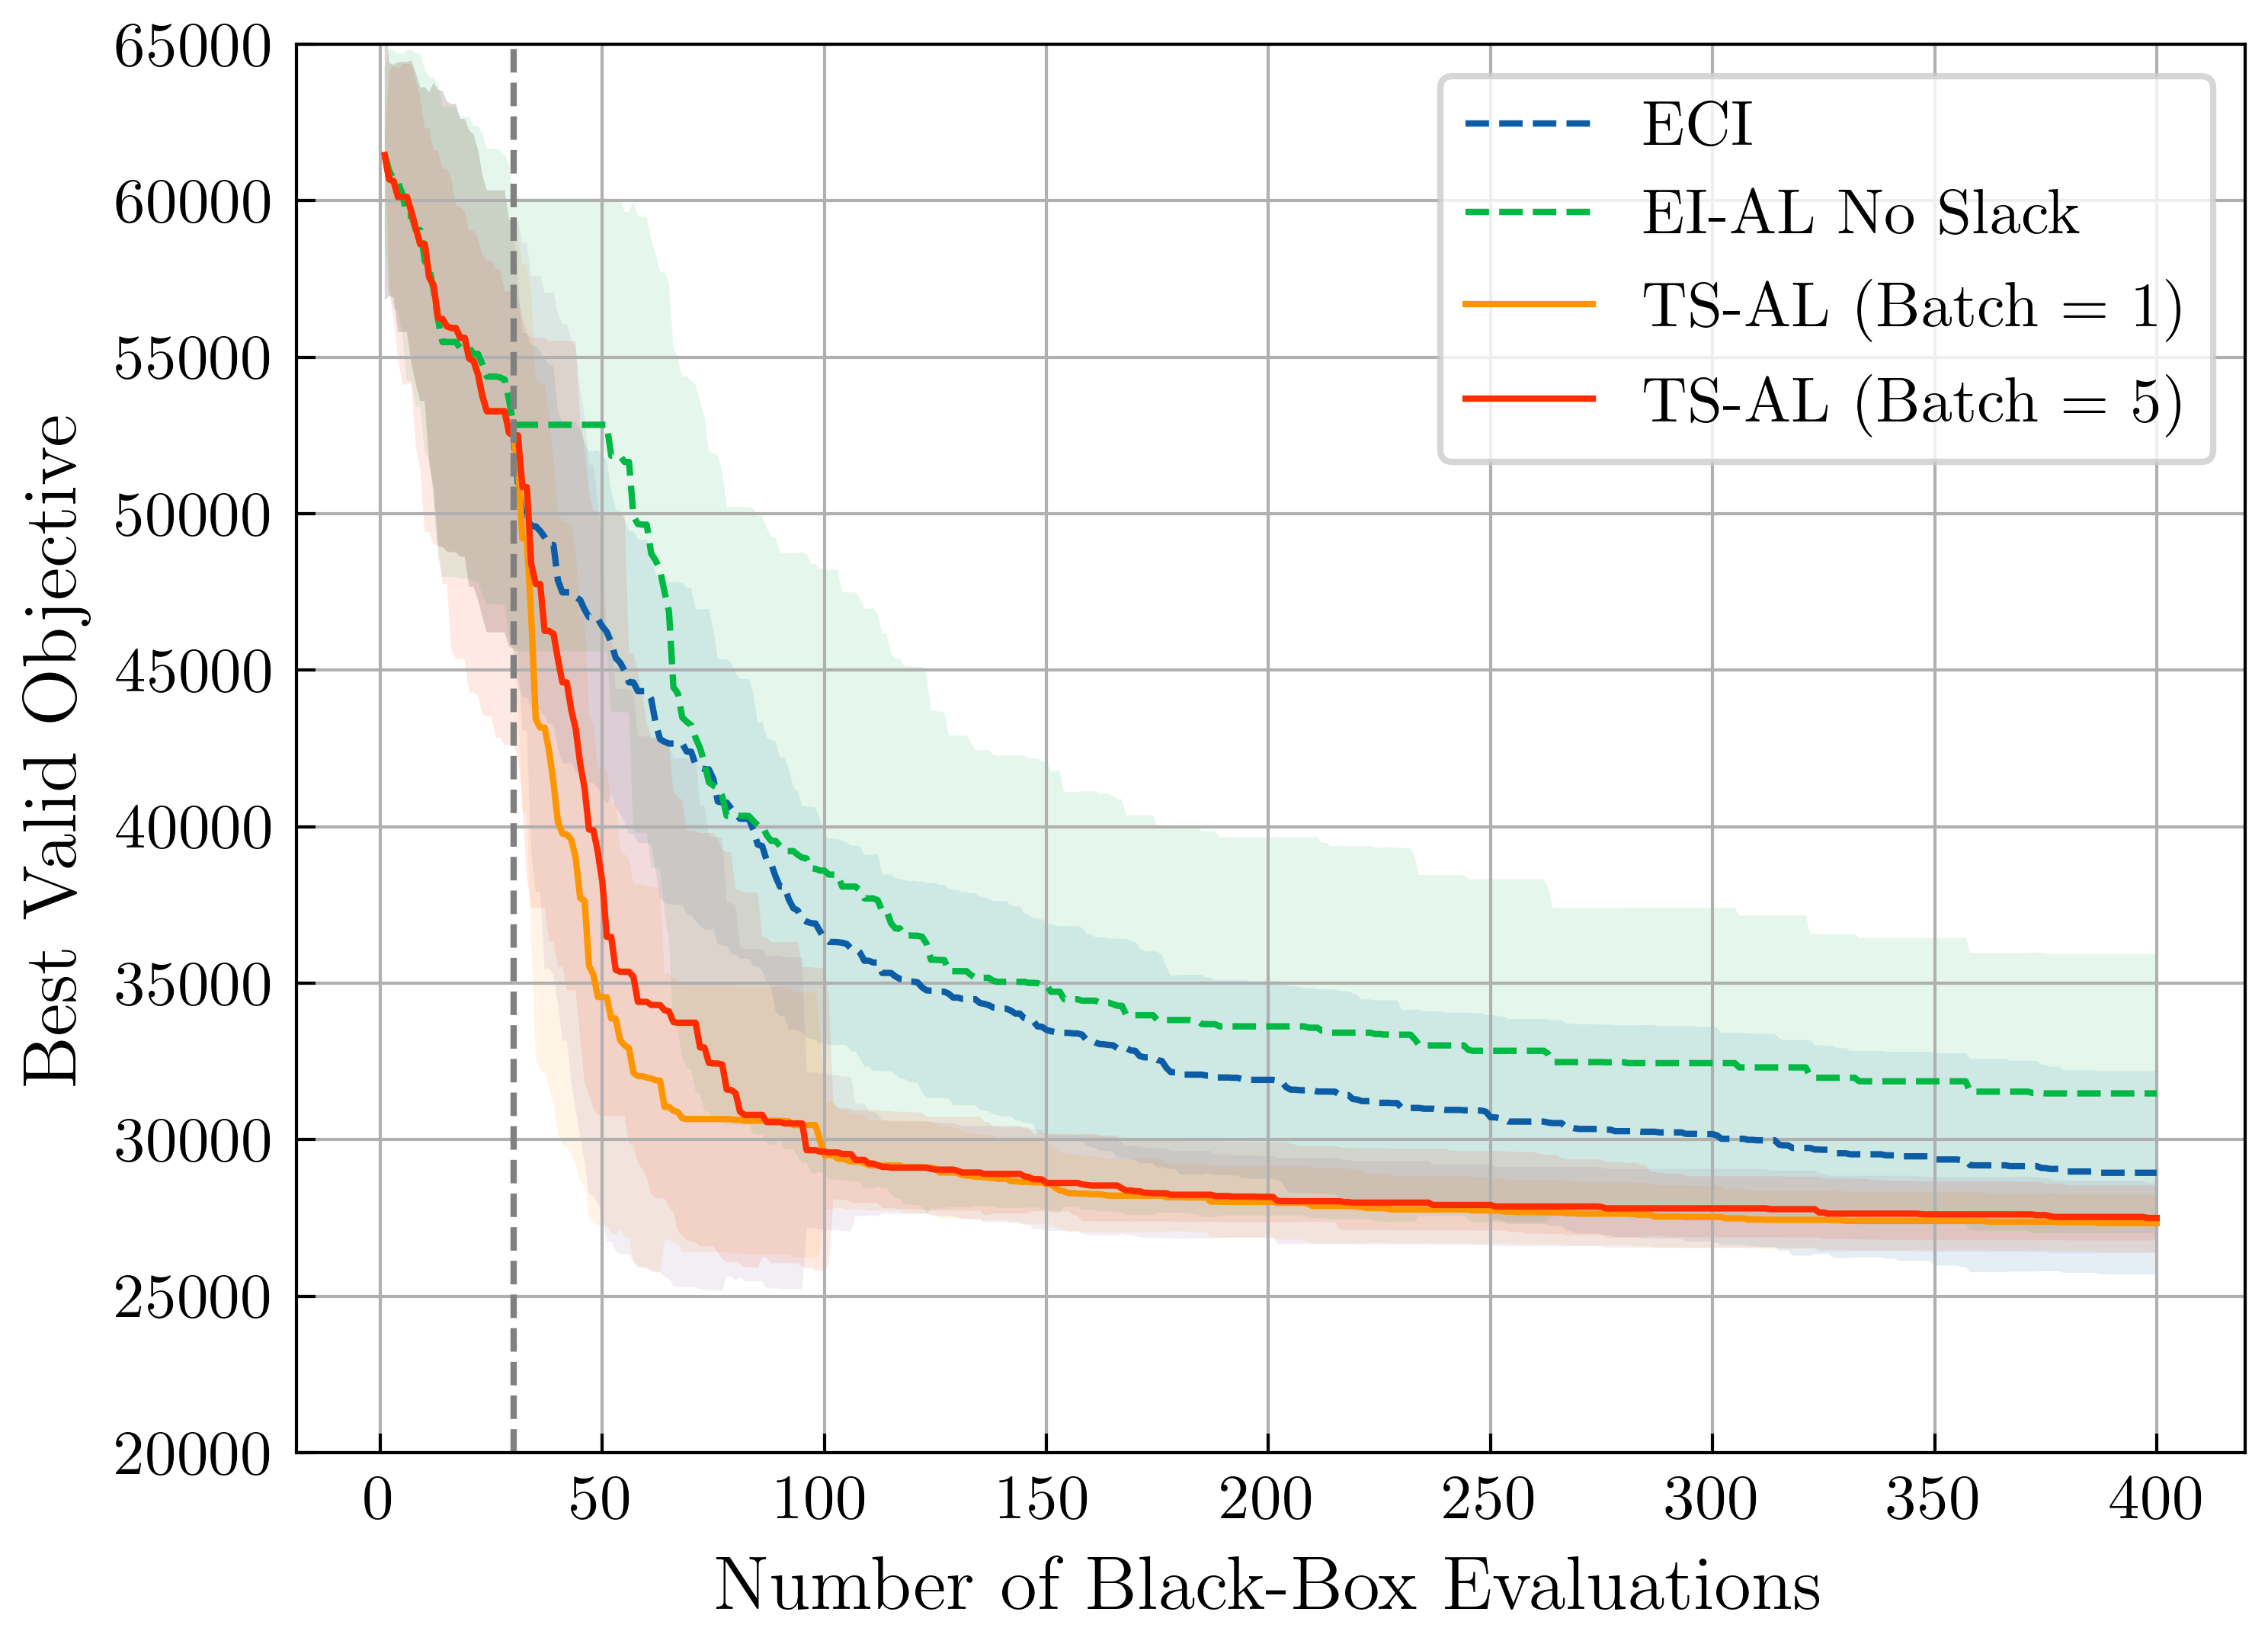 65000
60000
55000
50000
45000
40000
35000
30000
25000
20000
Best Valid Objective
ECI
EI-AL No Slack
TS-AL (Batch = 1)
TS-AL (Batch = 5)
0 50 100 150 200 250 300 350 400
Number of Black-Box Evaluations